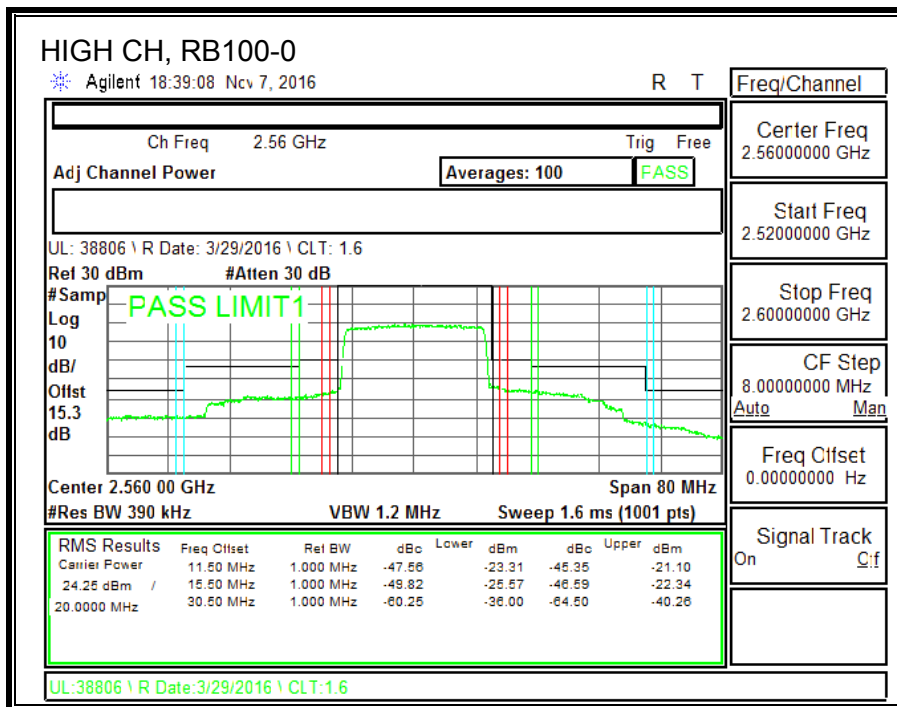 HIGH CH, RB100-0
Agilent 18:39:08 Nov 7, 2016 R T
Freq/Channel
Ch Freq 2.56 GHz Trig Free
Adj Channel Power Averages: 100 PASS
Center Freq
2.56000000 GHz
Start Freq
2.52000000 GHz
Stop Freq
2.60000000 GHz
CF Step
8.00000000 MHz
Auto Man
Freq Offset
0.00000000 Hz
Signal Track
On Off
UL: 38806 \ R Date: 3/29/2016 \ CLT: 1.6
Ref 30 dBm #Atten 30 dB
#Samp
Log
10
dB/
Offst
15.3
dB
PASS LIMIT1
Center 2.560 00 GHz Span 80 MHz
#Res BW 390 kHz VBW 1.2 MHz Sweep 1.6 ms (1001 pts)
RMS Results Freq Offset Ref BW dBc Lower dBm dBc Upper dBm
Carrier Power 11.50 MHz 1.000 MHz -47.56 -23.31 -45.35 -21.10
24.25 dBm / 15.50 MHz 1.000 MHz -49.82 -25.57 -46.59 -22.34
20.0000 MHz 30.50 MHz 1.000 MHz -60.25 -36.00 -64.50 -40.26
UL:38806 \ R Date:3/29/2016 \ CLT:1.6